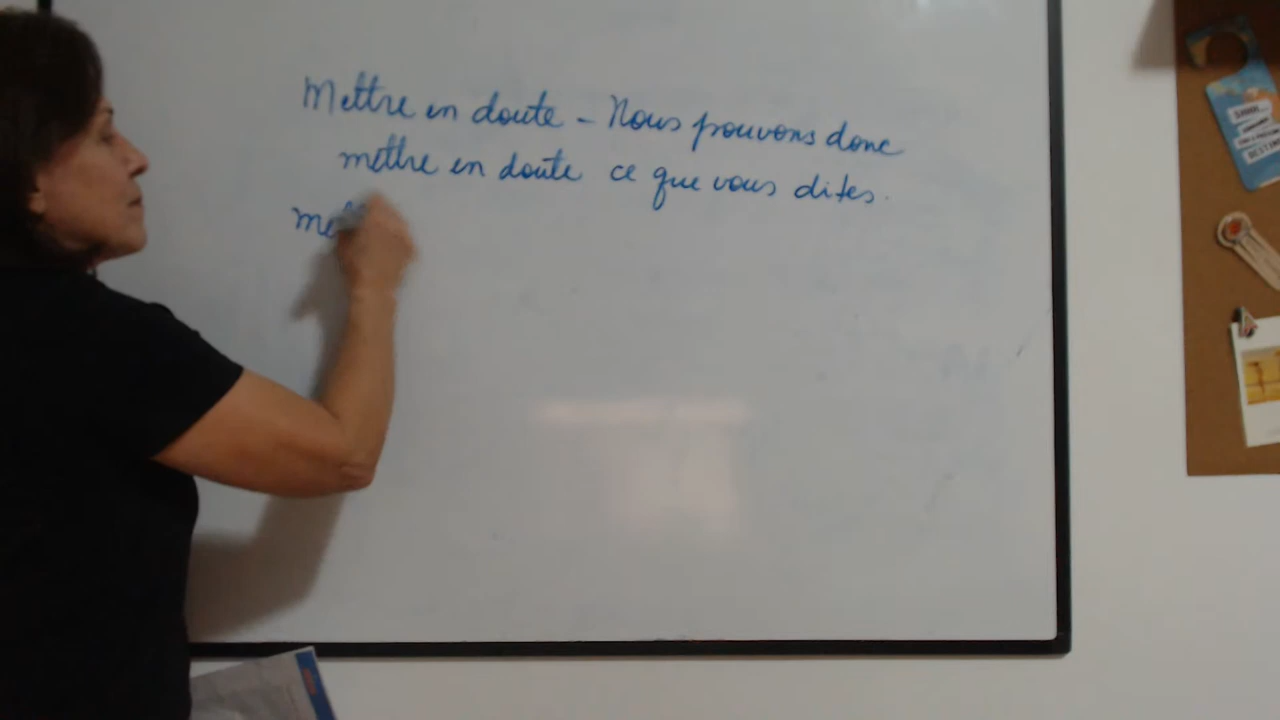 Mettre en doute - Nous pouvons donc
mettre en doute ce que vous dites.